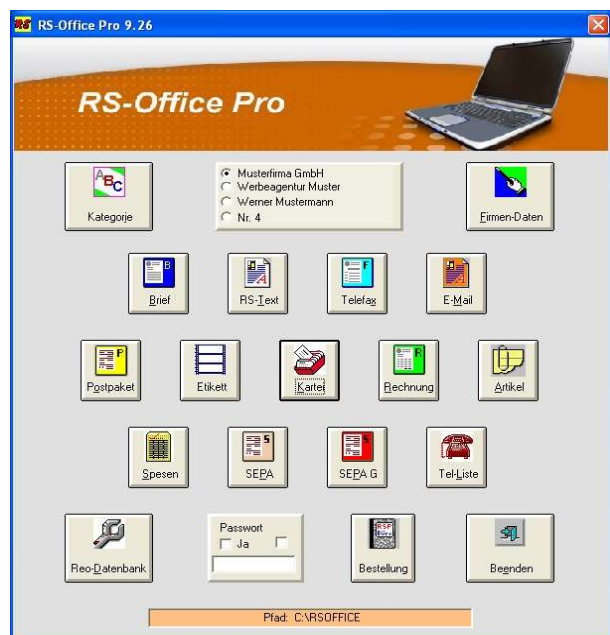 RS-Office Pro 9.26
RS-Office Pro
Kategorie
Musterfirma GmbH
Werbeagentur Muster
Werner Mustermann
Nr. 4
Firmen-Daten
Brief
RS-Text
Telefax
E-Mail
Postpaket
Etikett
Kartei
Rechnung
Artikel
Spesen
SEPA
SEPA G
Tel-Liste
Reo-Datenbank
Passwort
Ja
Bestellung
Beenden
Pfad: C:\RSOFFICE